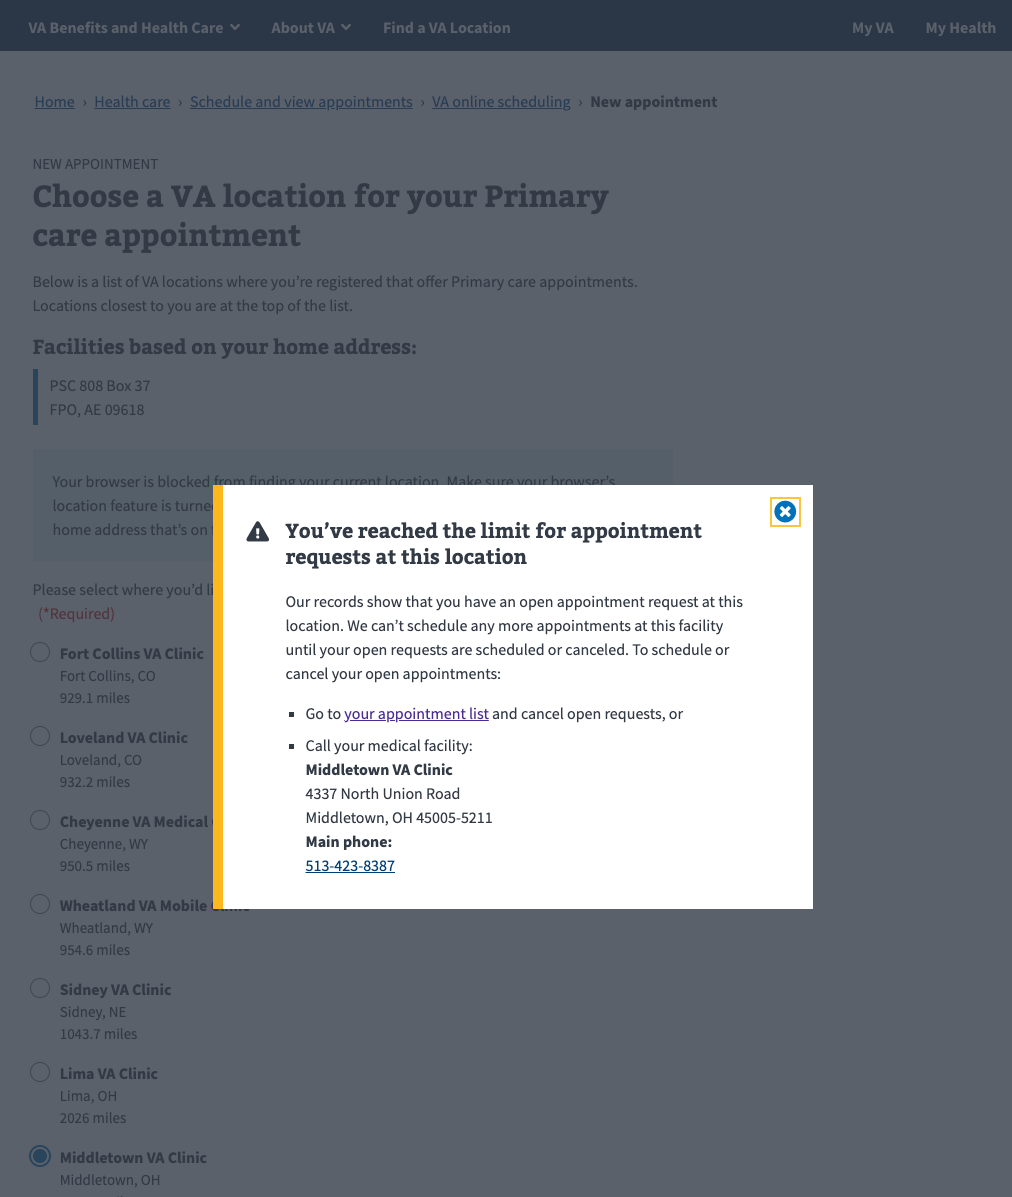 VA Benefits and Health Care
About VA
Find a VA Location
My VA
My Health
Home › Health care › Schedule and view appointments › VA online scheduling › New appointment
NEW APPOINTMENT
Choose a VA location for your Primary
care appointment
Below is a list of VA locations where you’re registered that offer Primary care appointments.
Locations closest to you are at the top of the list.
Facilities based on your home address:
PSC 808 Box 37
FPO, AE 09618
Your browser is blocked from finding your current location. Make sure your browser’s
location feature is turne
home address that’s on
Please select where you’d li
(*Required)
Fort Collins VA Clinic
Fort Collins, CO
929.1 miles
Loveland VA Clinic
Loveland, CO
932.2 miles
Cheyenne VA Medical
Cheyenne, WY
950.5 miles
Wheatland VA Mobile Clinic
Wheatland, WY
954.6 miles
Sidney VA Clinic
Sidney, NE
1043.7 miles
Lima VA Clinic
Lima, OH
2026 miles
Middletown VA Clinic
Middletown, OH
You’ve reached the limit for appointment
requests at this location
Our records show that you have an open appointment request at this
location. We can’t schedule any more appointments at this facility
until your open requests are scheduled or canceled. To schedule or
cancel your open appointments:
Go to your appointment list and cancel open requests, or
Call your medical facility:
Middletown VA Clinic
4337 North Union Road
Middletown, OH 45005-5211
Main phone:
513-423-8387